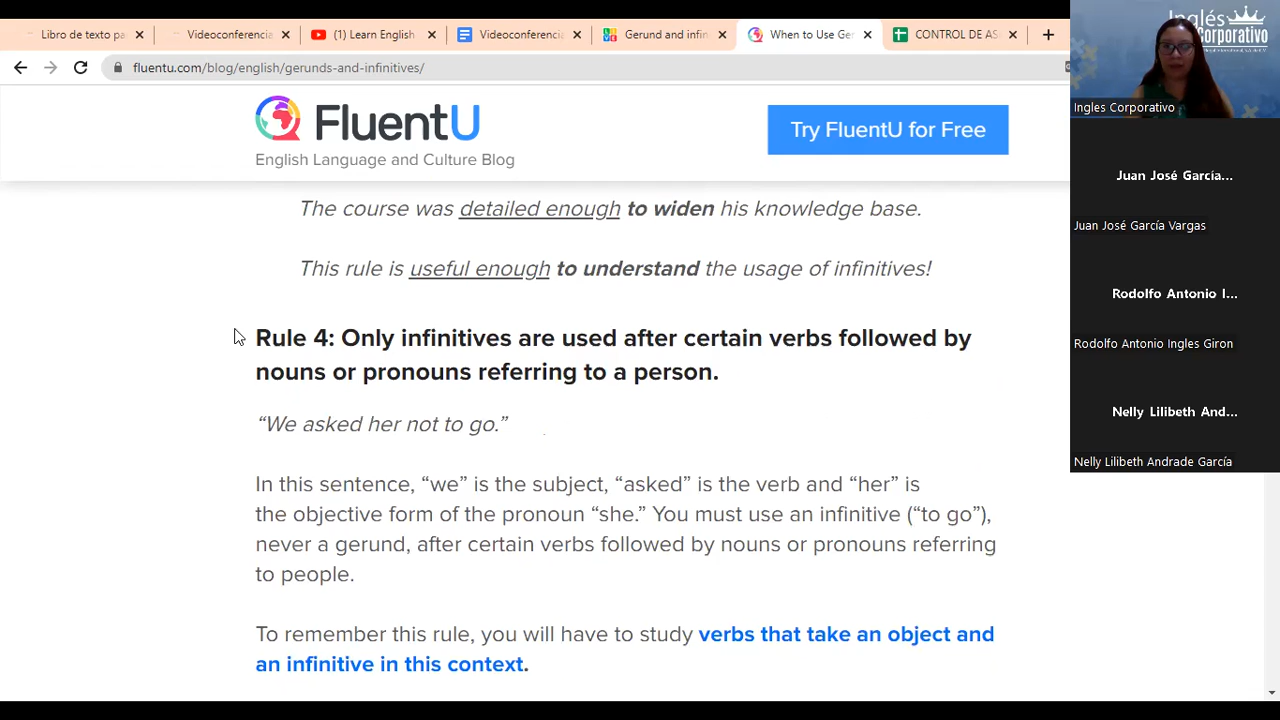 Libro de texto pa
Videoconferencia
(1) Learn English
Videoconferencia
Gerund and infin
When to Use Ger
CONTROL DE AS
fluentu.com/blog/english/gerunds-and-infinitives/
FluentU
English Language and Culture Blog
Try FluentU for Free
The course was detailed enough to widen his knowledge base.
This rule is useful enough to understand the usage of infinitives!
Rule 4: Only infinitives are used after certain verbs followed by
nouns or pronouns referring to a person.
“We asked her not to go.”
In this sentence, “we” is the subject, “asked” is the verb and “her” is
the objective form of the pronoun “she.” You must use an infinitive (“to go”),
never a gerund, after certain verbs followed by nouns or pronouns referring
to people.
To remember this rule, you will have to study verbs that take an object and
an infinitive in this context.
Inglés
Corporativo
Ingles Corporativo
Juan José García...
Juan José García Vargas
Rodolfo Antonio I...
Rodolfo Antonio Ingles Giron
Nelly Lilibeth And...
Nelly Lilibeth Andrade García